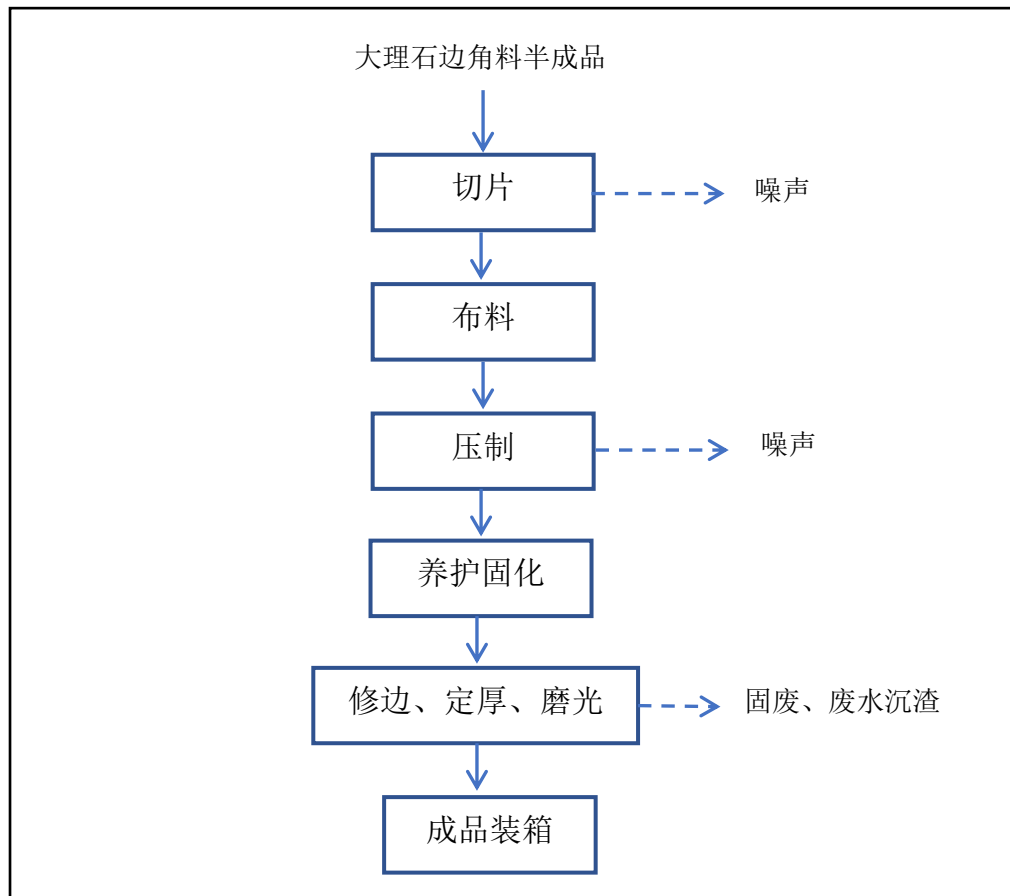 大理石边角料半成品
切片
噪声
布料
压制
噪声
养护固化
修边、定厚、磨光
固废、废水沉渣
成品装箱